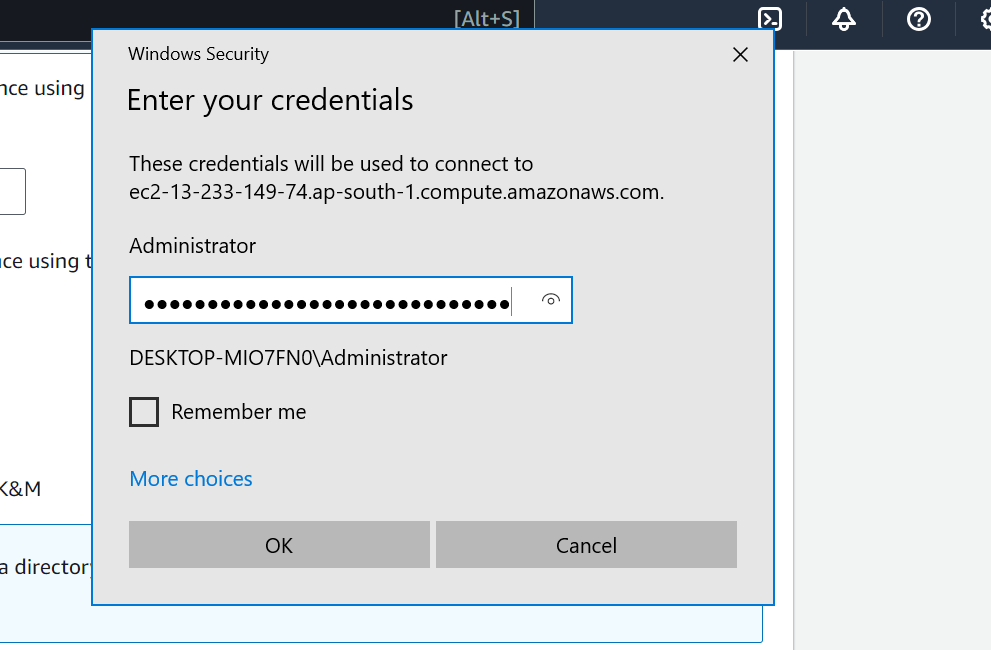 [Alt+S]
nce using
Windows Security
Enter your credentials
These credentials will be used to connect to
ec2-13-233-149-74.ap-south-1.compute.amazonaws.com.
Administrator
ce using t
DESKTOP-MIO7FN0\Administrator
Remember me
More choices
K&M
OK
Cancel
a directory